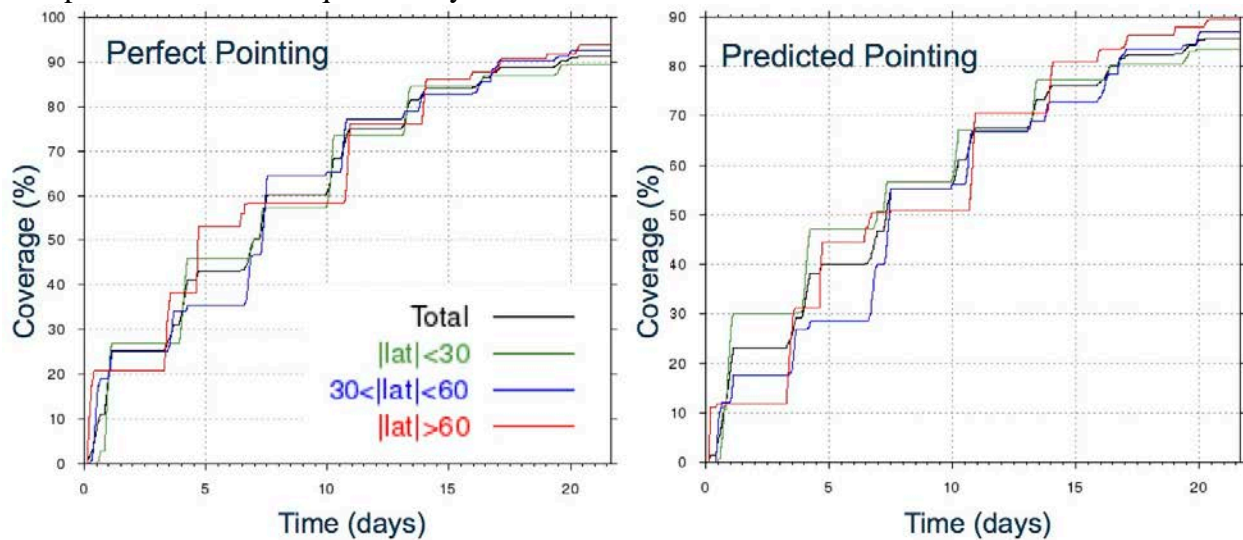 Perfect Pointing
100
90
80
70
60
50
40
30
20
10
0
Coverage (%)
Total
|lat|<30
30<|lat|<60
|lat|>60
0 5 10 15 20
Time (days)
Predicted Pointing
90
80
70
60
50
40
30
20
10
0
Coverage (%)
0 5 10 15 20
Time (days)